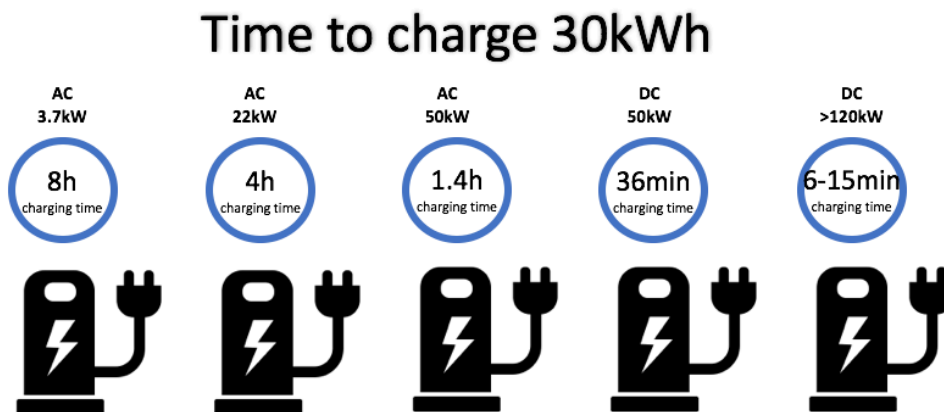 Time to charge 30kWh
AC
3.7kW
8h
charging time
AC
22kW
4h
charging time
AC
50kW
1.4h
charging time
DC
50kW
36min
charging time
DC
>120kW
6-15min
charging time